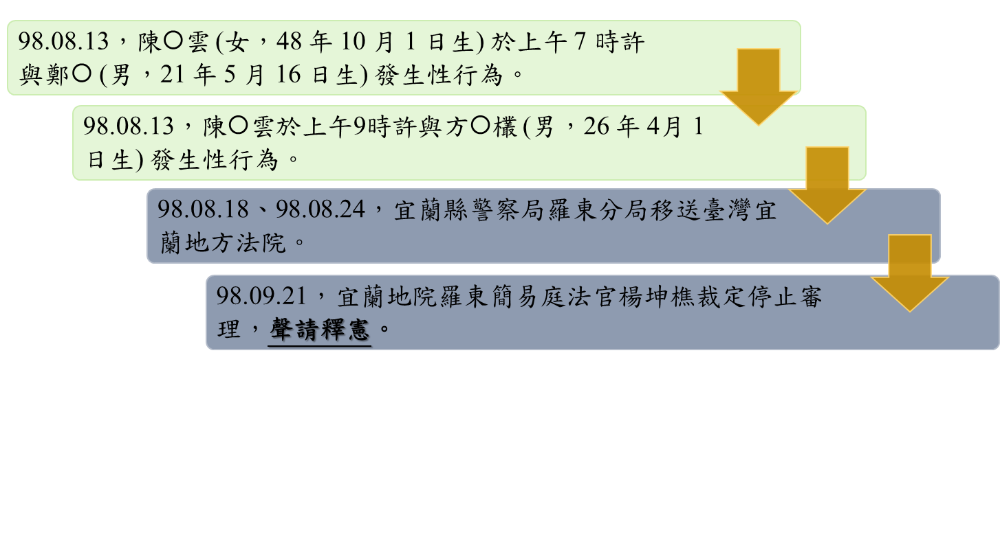 98.08.13，陳〇雲 (女，48 年 10 月 1 日生) 於上午 7 時許
與鄭〇 (男，21 年 5 月 16 日生) 發生性行為。
98.08.13，陳〇雲於上午9時許與方〇欉 (男，26 年 4月 1
日生) 發生性行為。
98.08.18、98.08.24，宜蘭縣警察局羅東分局移送臺灣宜
蘭地方法院。
98.09.21，宜蘭地院羅東簡易庭法官楊坤樵裁定停止審
理，聲請釋憲。